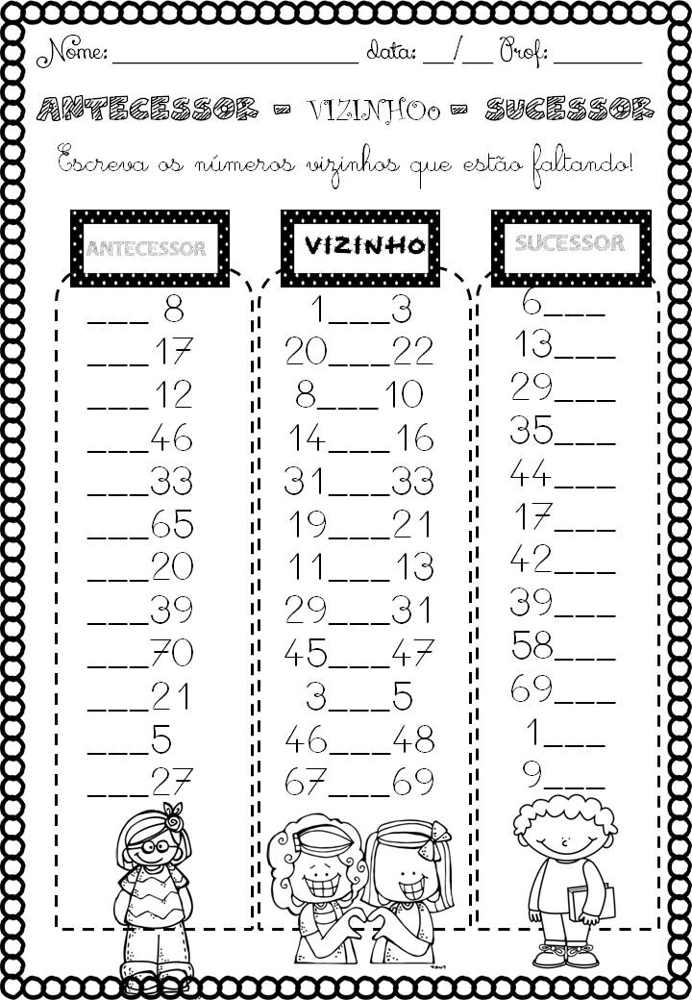 Nome: ________________ data: __/__ Prof: ______
ANTECESSOR - VIZINHOo - SUCESSOR
Escreva os números vizinhos que estão faltando!
ANTECESSOR VIZINHO SUCESSOR
___ 8 1___3 6___
___17 20___22 13___
___12 8___10 29___
___46 14___16 35___
___33 31___33 44___
___65 19___21 17___
___20 11___13 42___
___39 29___31 39___
___70 45___47 58___
___21 3___5 69___
___5 46___48 1___
___27 67___69 9___